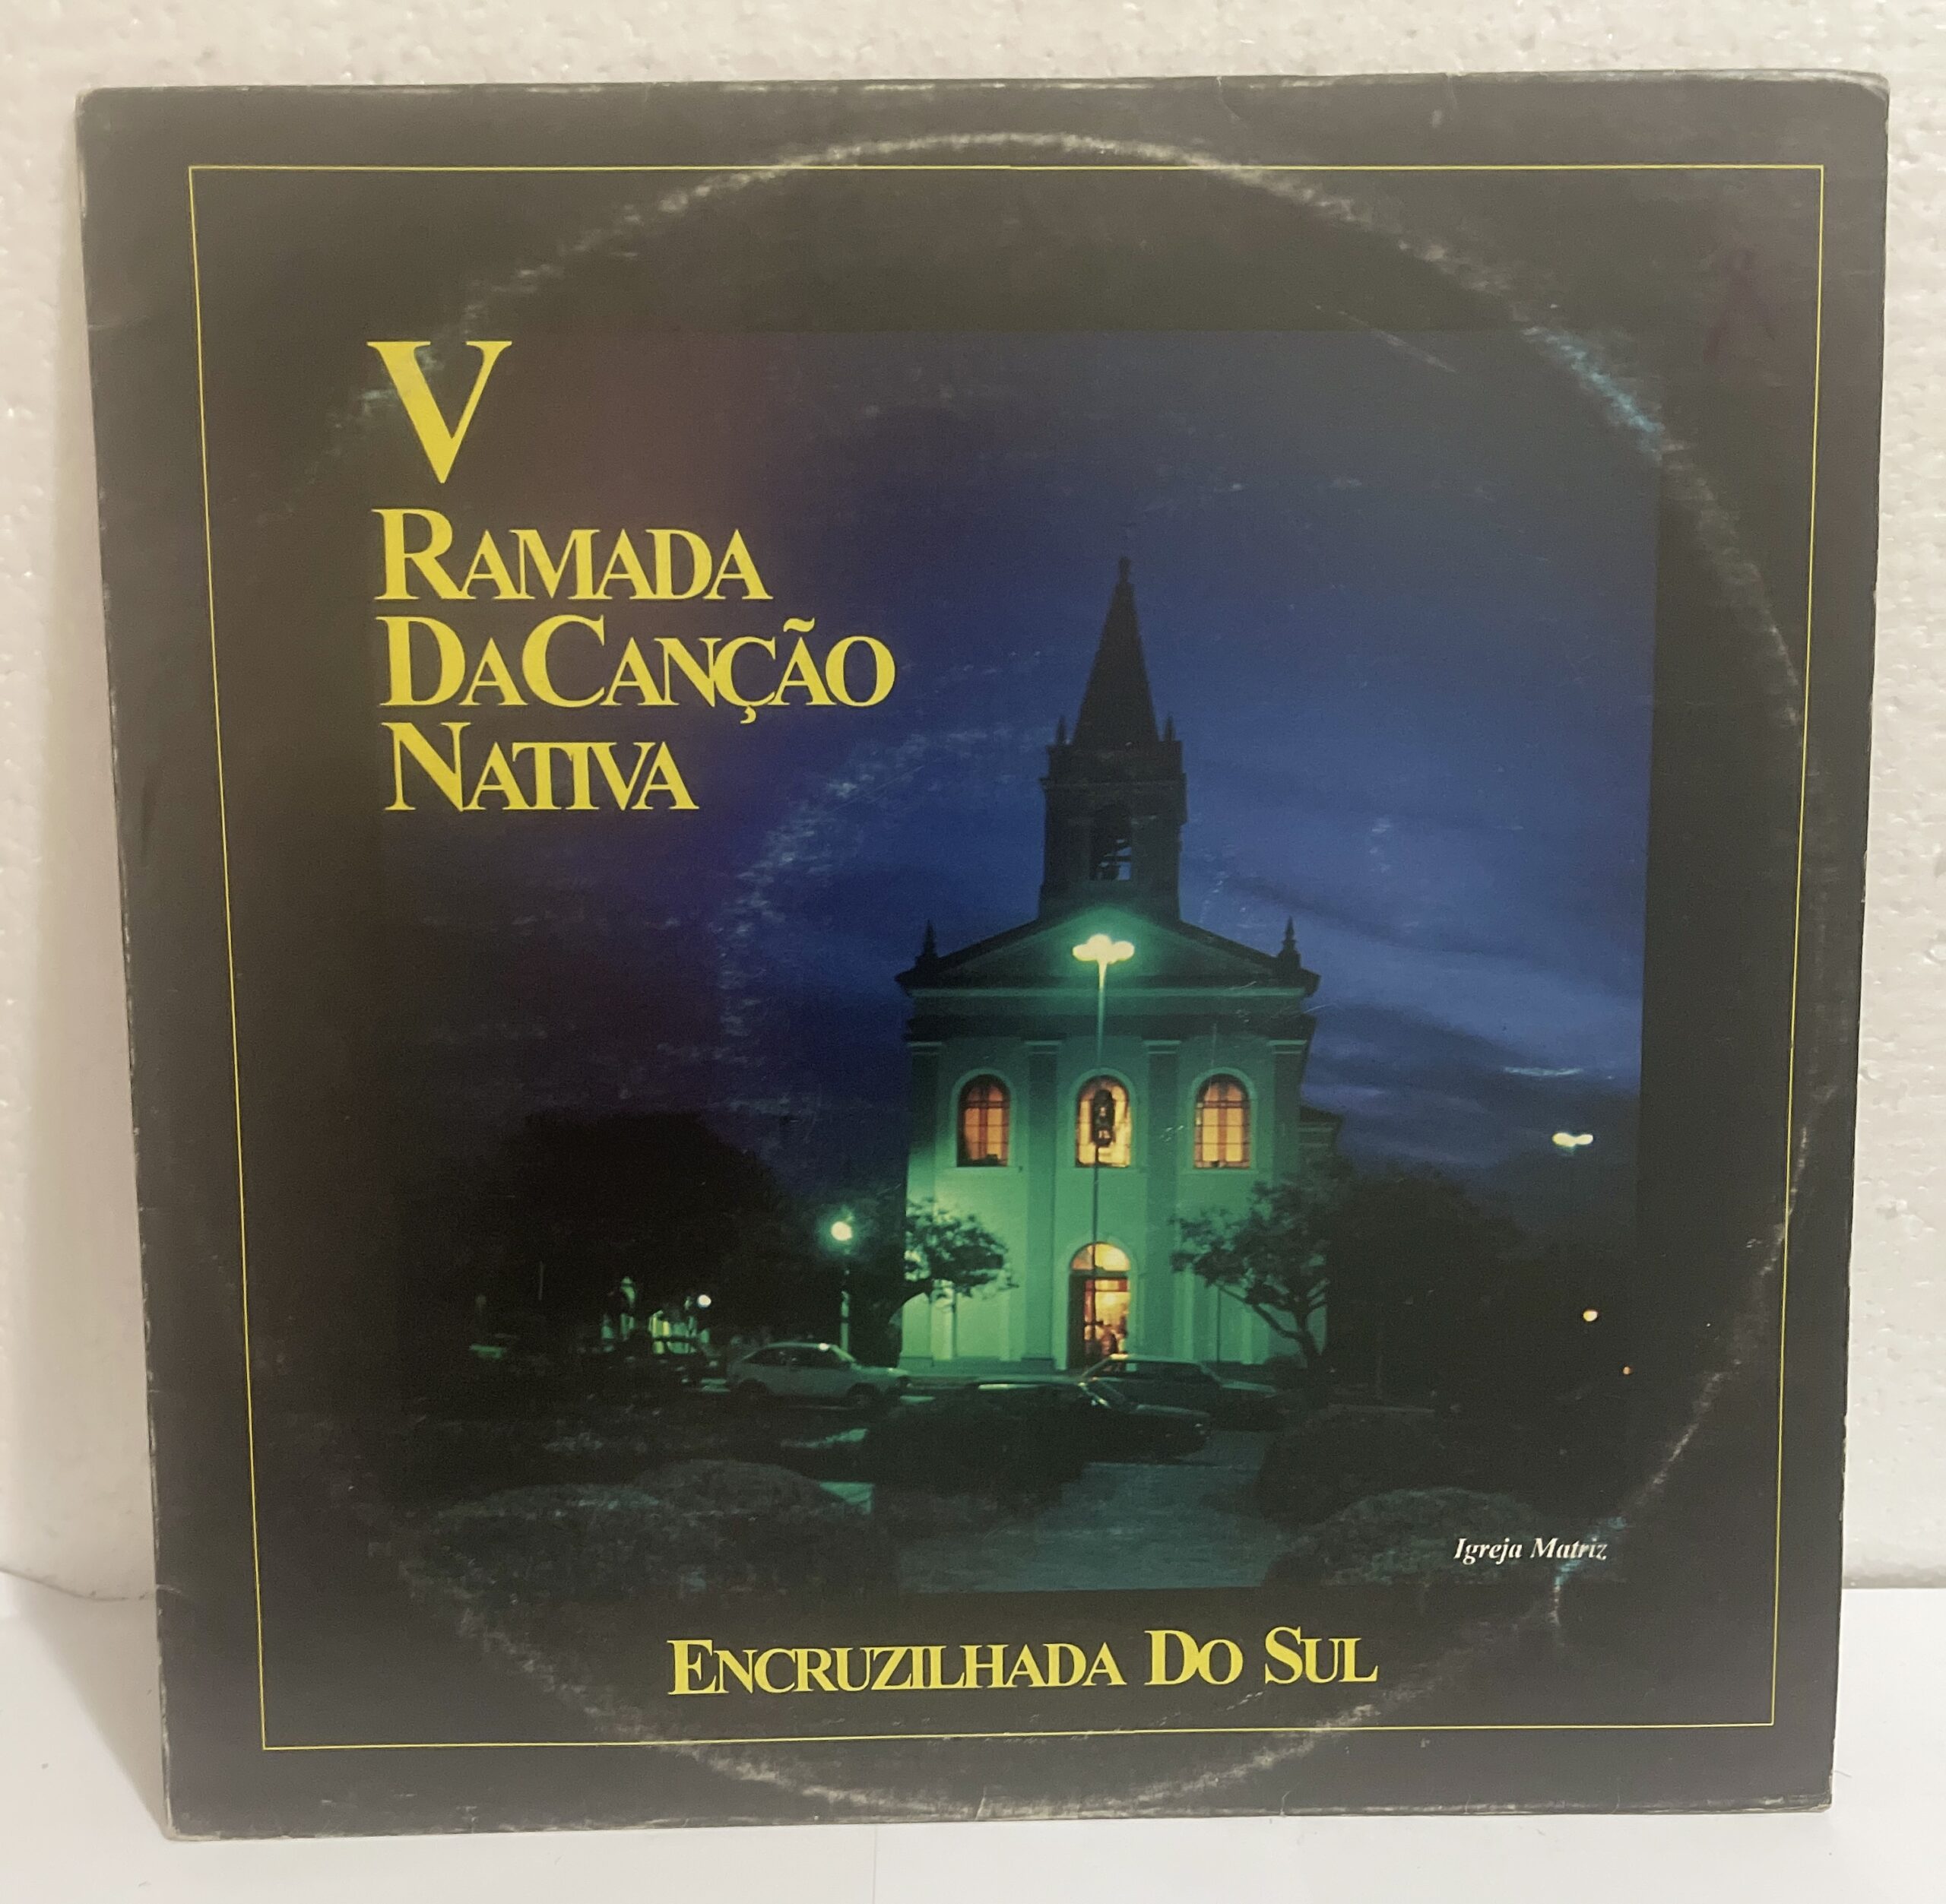 V
RAMADA
DA CANÇÃO
NATIVA
Igreja Matriz
ENCRUZILHADA DO SUL